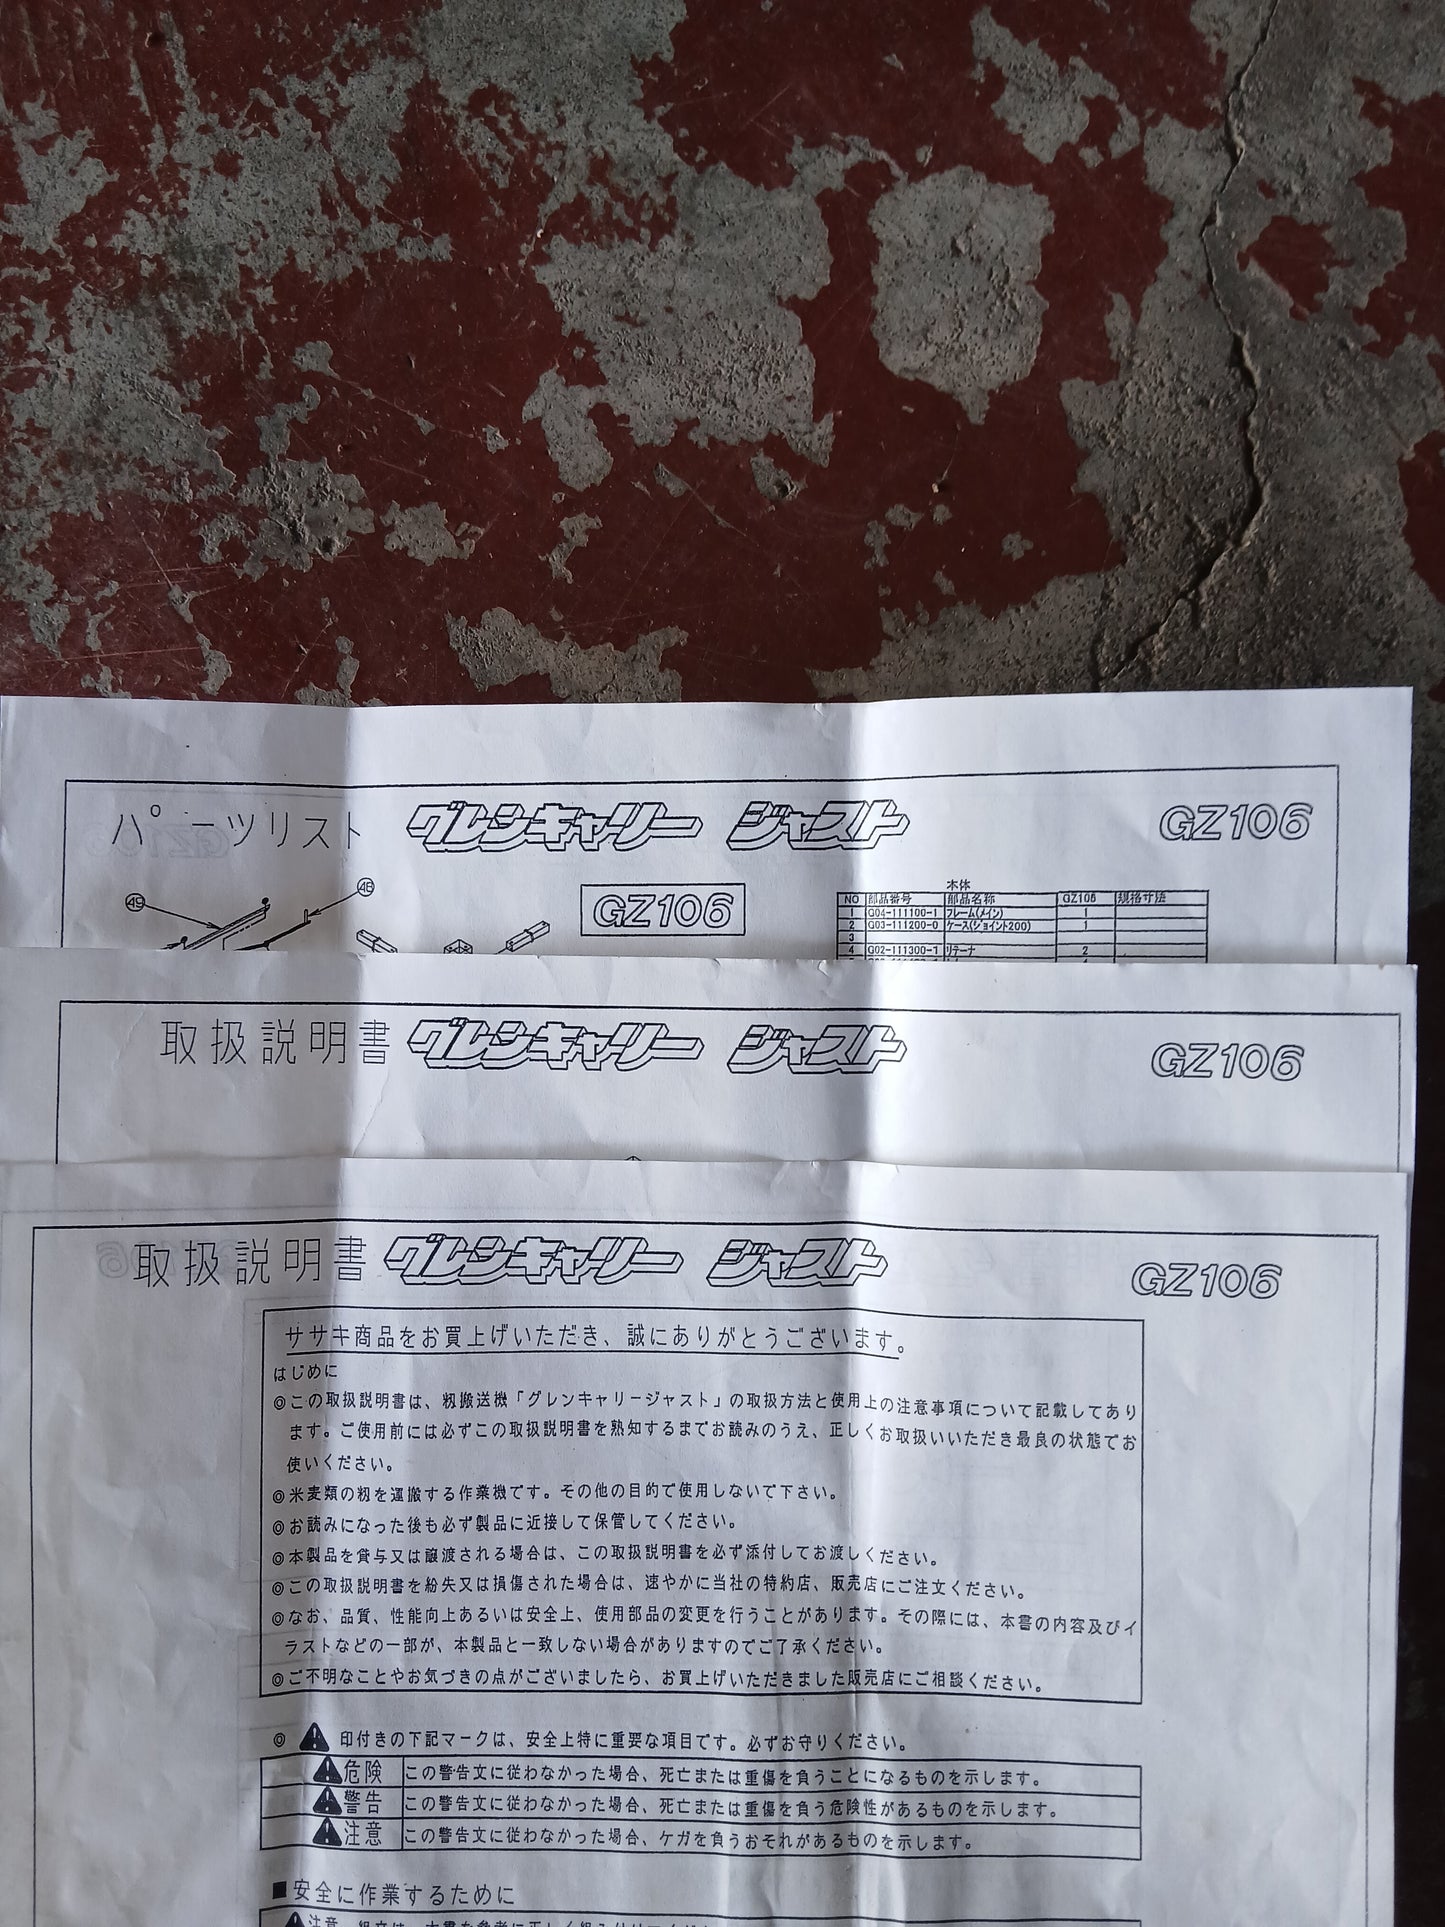 パーツリスト グレンキャリー ジャスト GZ106
㊾ ㊻ GZ106
本体
NO 部品番号 部品名称 GZ106 規格寸法
1 G04-111100-1 フレーム(メイン) 1
2 G03-111200-0 ケース(ジョイント200) 1
3
4 G02-111300-1 リテーナ 2
取扱説明書 グレンキャリー ジャスト GZ106
取扱説明書 グレンキャリー ジャスト GZ106
ササキ商品をお買上げいただき、誠にありがとうございます。
はじめに
◎この取扱説明書は、籾搬送機「グレンキャリージャスト」の取扱方法と使用上の注意事項について記載してあり
ます。ご使用前には必ずこの取扱説明書を熟知するまでお読みのうえ、正しくお取扱いいただき最良の状態でお
使いください。
◎米麦類の籾を運搬する作業機です。その他の目的で使用しないで下さい。
◎お読みになった後も必ず製品に近接して保管してください。
◎本製品を貸与又は譲渡される場合は、この取扱説明書を必ず添付してお渡しください。
◎この取扱説明書を紛失又は損傷された場合は、速やかに当社の特約店、販売店にご注文ください。
◎なお、品質、性能向上あるいは安全上、使用部品の変更を行うことがあります。その際には、本書の内容及びイ
ラストなどの一部が、本製品と一致しない場合がありますのでご了承ください。
◎ご不明なことやお気づきの点がございましたら、お買上げいただきました販売店にご相談ください。
◎ ⚠ 印付きの下記マークは、安全上特に重要な項目です。必ずお守りください。
⚠危険 この警告文に従わなかった場合、死亡または重傷を負うことになるものを示します。
⚠警告 この警告文に従わなかった場合、死亡または重傷を負う危険性があるものを示します。
⚠注意 この警告文に従わなかった場合、ケガを負うおそれがあるものを示します。
■安全に作業するために